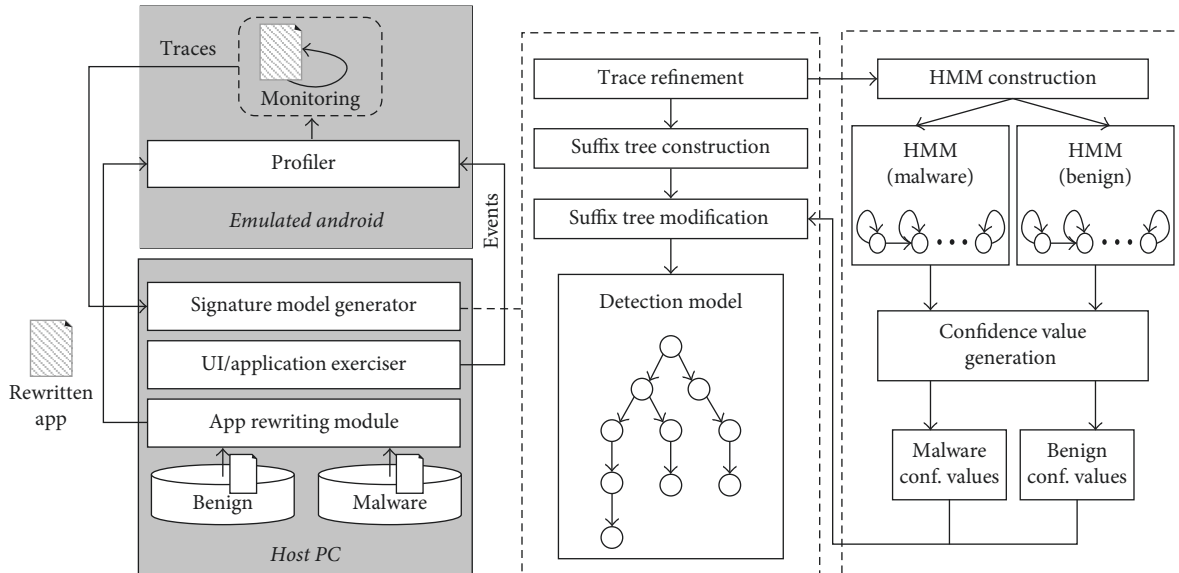 Traces
Monitoring
Profiler
Emulated android
Events
Signature model generator
UI/application exerciser
App rewriting module
Benign
Malware
Host PC
Rewritten
app
Trace refinement
Suffix tree construction
Suffix tree modification
Detection model
HMM construction
HMM
(malware)
HMM
(benign)
Confidence value
generation
Malware
conf. values
Benign
conf. values